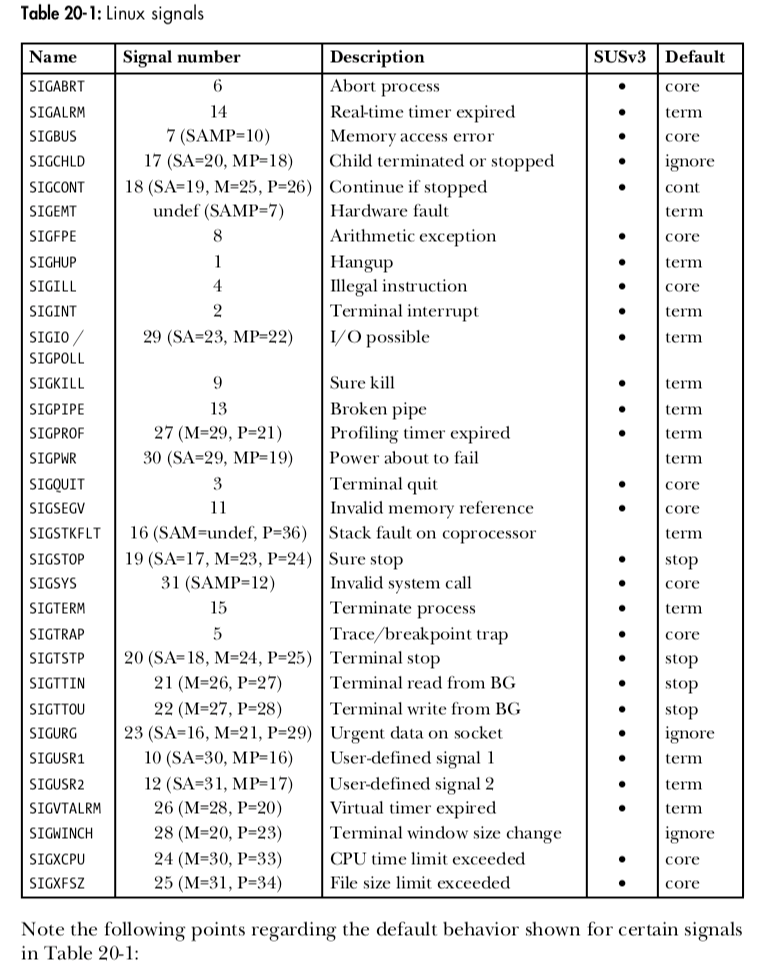 Table 20-1: Linux signals
Name Signal number Description SUSv3 Default
SIGABRT 6 Abort process • core
SIGALRM 14 Real-time timer expired • term
SIGBUS 7 (SAMP=10) Memory access error • core
SIGCHLD 17 (SA=20, MP=18) Child terminated or stopped • ignore
SIGCONT 18 (SA=19, M=25, P=26) Continue if stopped • cont
SIGEMT undef (SAMP=7) Hardware fault term
SIGFPE 8 Arithmetic exception • core
SIGHUP 1 Hangup • term
SIGILL 4 Illegal instruction • core
SIGINT 2 Terminal interrupt • term
SIGIO / 29 (SA=23, MP=22) I/O possible • term
SIGPOLL
SIGKILL 9 Sure kill • term
SIGPIPE 13 Broken pipe • term
SIGPROF 27 (M=29, P=21) Profiling timer expired • term
SIGPWR 30 (SA=29, MP=19) Power about to fail term
SIGQUIT 3 Terminal quit • core
SIGSEGV 11 Invalid memory reference • core
SIGSTKFLT 16 (SAM=undef, P=36) Stack fault on coprocessor term
SIGSTOP 19 (SA=17, M=23, P=24) Sure stop • stop
SIGSYS 31 (SAMP=12) Invalid system call • core
SIGTERM 15 Terminate process • term
SIGTRAP 5 Trace/breakpoint trap • core
SIGTSTP 20 (SA=18, M=24, P=25) Terminal stop • stop
SIGTTIN 21 (M=26, P=27) Terminal read from BG • stop
SIGTTOU 22 (M=27, P=28) Terminal write from BG • stop
SIGURG 23 (SA=16, M=21, P=29) Urgent data on socket • ignore
SIGUSR1 10 (SA=30, MP=16) User-defined signal 1 • term
SIGUSR2 12 (SA=31, MP=17) User-defined signal 2 • term
SIGVTALRM 26 (M=28, P=20) Virtual timer expired • term
SIGWINCH 28 (M=20, P=23) Terminal window size change ignore
SIGXCPU 24 (M=30, P=33) CPU time limit exceeded • core
SIGXFSZ 25 (M=31, P=34) File size limit exceeded • core
Note the following points regarding the default behavior shown for certain signals
in Table 20-1: